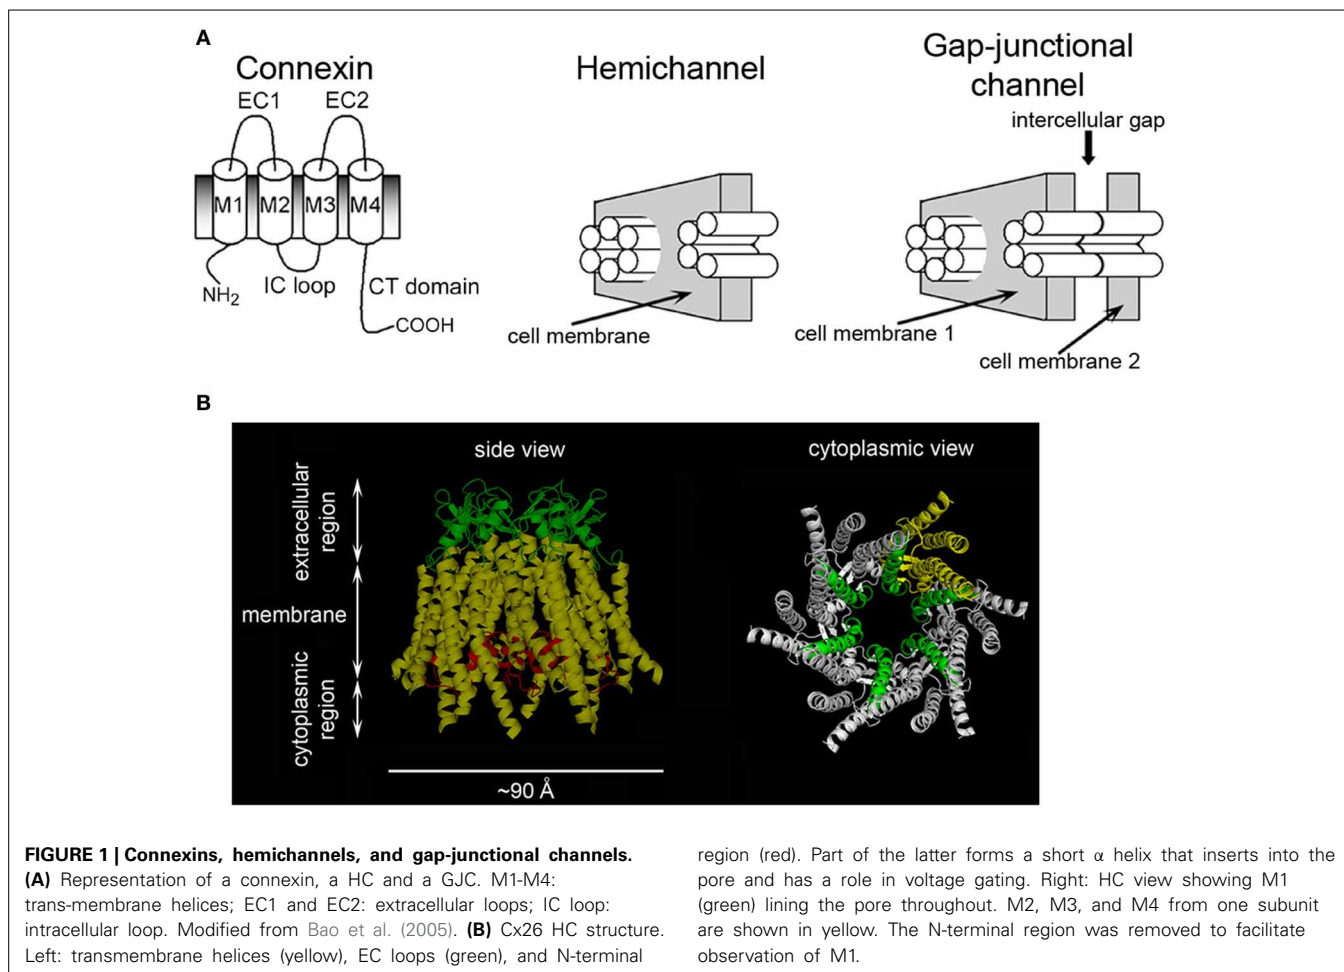 A
Connexin
EC1 EC2
M1 M2 M3 M4
NH2
IC loop
CT domain
COOH
Hemichannel
cell membrane
Gap-junctional
channel
intercellular gap
cell membrane 1
cell membrane 2
B
side view
cytoplasmic view
extracellular
region
membrane
cytoplasmic
region
~90 Å
FIGURE 1 | Connexins, hemichannels, and gap-junctional channels.
(A) Representation of a connexin, a HC and a GJC. M1-M4:
trans-membrane helices; EC1 and EC2: extracellular loops; IC loop:
intracellular loop. Modified from Bao et al. (2005). (B) Cx26 HC structure.
Left: transmembrane helices (yellow), EC loops (green), and N-terminal
region (red). Part of the latter forms a short α helix that inserts into the
pore and has a role in voltage gating. Right: HC view showing M1
(green) lining the pore throughout. M2, M3, and M4 from one subunit
are shown in yellow. The N-terminal region was removed to facilitate
observation of M1.